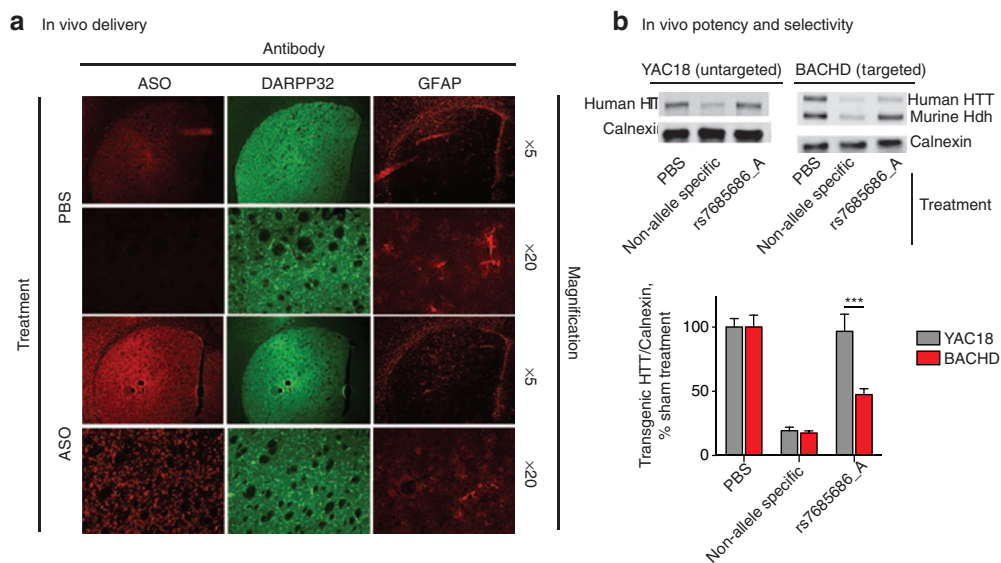 a In vivo delivery
Antibody
ASO DARPP32 GFAP
Treatment
PBS
ASO
×5
×20
×5
×20
Magnification
b In vivo potency and selectivity
YAC18 (untargeted) BACHD (targeted)
Human HTT
Calnexin
Human HTT
Murine Hdh
Calnexin
PBS
Non-allele specific
rs7685686_A
PBS
Non-allele specific
rs7685686_A
Treatment
Transgenic HTT/Calnexin,
% sham treatment
100
50
0
***
YAC18
BACHD
PBS
Non-allele specific
rs7685686_A